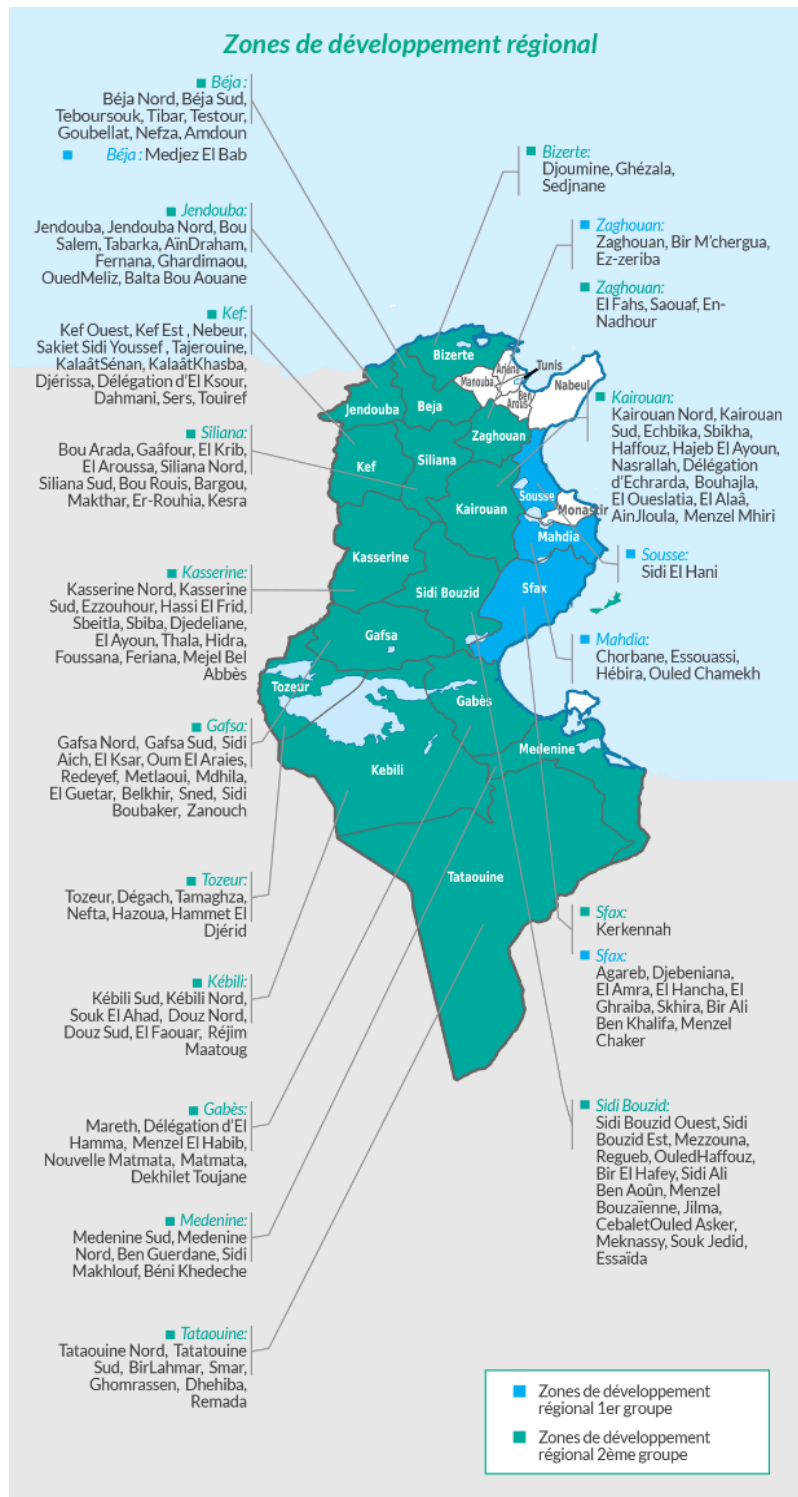 Zones de développement régional
Béja :
Béja Nord, Béja Sud,
Teboursouk, Tibar, Testour,
Goubellat, Nefza, Amdoun
Béja : Medjez El Bab
Jendouba:
Jendouba, Jendouba Nord, Bou
Salem, Tabarka, AïnDraham,
Fernana, Ghardimaou,
OuedMeliz, Balta Bou Aouane
Kef:
Kef Ouest, Kef Est , Nebeur,
Sakiet Sidi Youssef , Tajerouine,
KalaâtSénan, KalaâtKhasba,
Djérissa, Délégation d'El Ksour,
Dahmani, Sers, Touiref
Siliana:
Bou Arada, Gaâfour, El Krib,
El Aroussa, Siliana Nord,
Siliana Sud, Bou Rouis, Bargou,
Makthar, Er-Rouhia, Kesra
Kasserine:
Kasserine Nord, Kasserine
Sud, Ezzouhour, Hassi El Frid,
Sbeitla, Sbiba, Djedeliane,
El Ayoun, Thala, Hidra,
Foussana, Feriana, Mejel Bel
Abbès
Gafsa:
Gafsa Nord, Gafsa Sud, Sidi
Aich, El Ksar, Oum El Araies,
Redeyef, Metlaoui, Mdhila,
El Guetar, Belkhir, Sned, Sidi
Boubaker, Zanouch
Tozeur:
Tozeur, Dégach, Tamaghza,
Nefta, Hazoua, Hammet El
Djérid
Kébili:
Kébili Sud, Kébili Nord,
Souk El Ahad, Douz Nord,
Douz Sud, El Faouar, Réjim
Maatoug
Gabès:
Mareth, Délégation d'El
Hamma, Menzel El Habib,
Nouvelle Matmata, Matmata,
Dekhilet Toujane
Medenine:
Medenine Sud, Medenine
Nord, Ben Guerdane, Sidi
Makhlouf, Béni Khedeche
Tataouine:
Tataouine Nord, Tatatouine
Sud, BirLahmar, Smar,
Ghomrassen, Dhehiba,
Remada
Bizerte
Ariana
Tunis
Manouba
Ben
Arous
Nabeul
Jendouba
Beja
Zaghouan
Kef
Siliana
Sousse
Kairouan
Monastir
Mahdia
Kasserine
Sidi Bouzid
Sfax
Gafsa
Tozeur
Gabès
Medenine
Kebili
Tataouine
Bizerte:
Djoumine, Ghézala,
Sedjnane
Zaghouan:
Zaghouan, Bir M'chergua,
Ez-zeriba
Zaghouan:
El Fahs, Saouaf, En-
Nadhour
Kairouan:
Kairouan Nord, Kairouan
Sud, Echbika, Sbikha,
Haffouz, Hajeb El Ayoun,
Nasrallah, Délégation
d'Echrarda, Bouhajla,
El Oueslatia, El Alaâ,
AinJloula, Menzel Mhiri
Sousse:
Sidi El Hani
Mahdia:
Chorbane, Essouassi,
Hébira, Ouled Chamekh
Sfax:
Kerkennah
Sfax:
Agareb, Djebeniana,
El Amra, El Hancha, El
Ghraiba, Skhira, Bir Ali
Ben Khalifa, Menzel
Chaker
Sidi Bouzid:
Sidi Bouzid Ouest, Sidi
Bouzid Est, Mezzouna,
Regueb, OuledHaffouz,
Bir El Hafey, Sidi Ali
Ben Aoûn, Menzel
Bouzaïenne, Jilma,
CebaletOuled Asker,
Meknassy, Souk Jedid,
Essaïda
Zones de développement
régional 1er groupe
Zones de développement
régional 2ème groupe